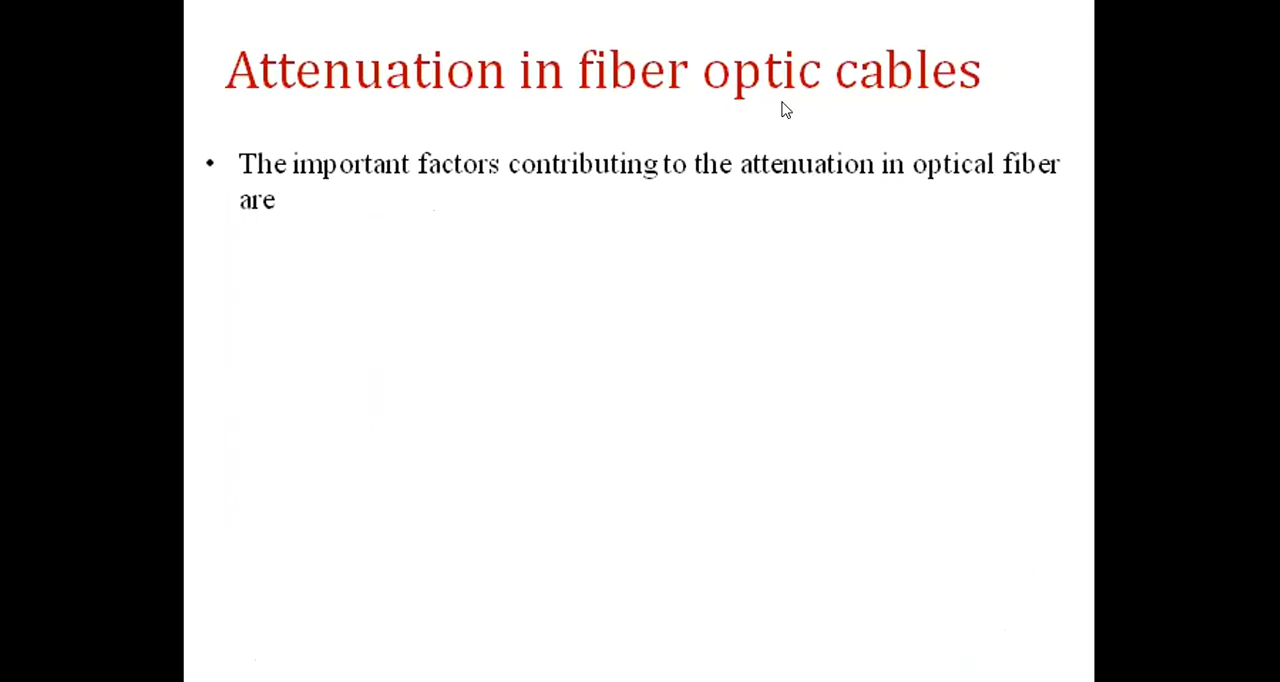 Attenuation in fiber optic cables
• The important factors contributing to the attenuation in optical fiber
are